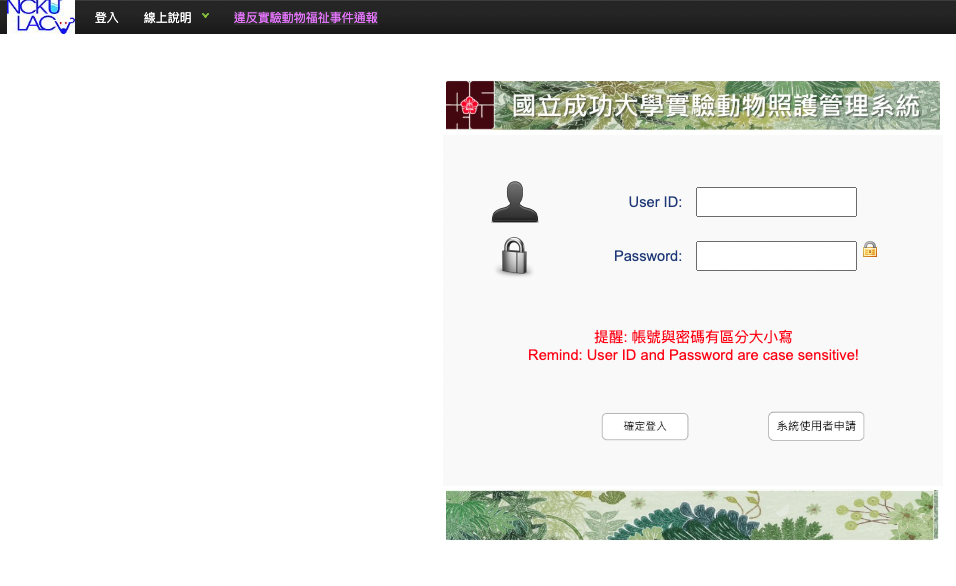 NCKU
LAC
登入
線上說明
違反實驗動物福祉事件通報
國立成功大學實驗動物照護管理系統
User ID:
Password:
提醒: 帳號與密碼有區分大小寫
Remind: User ID and Password are case sensitive!
確定登入
系統使用者申請